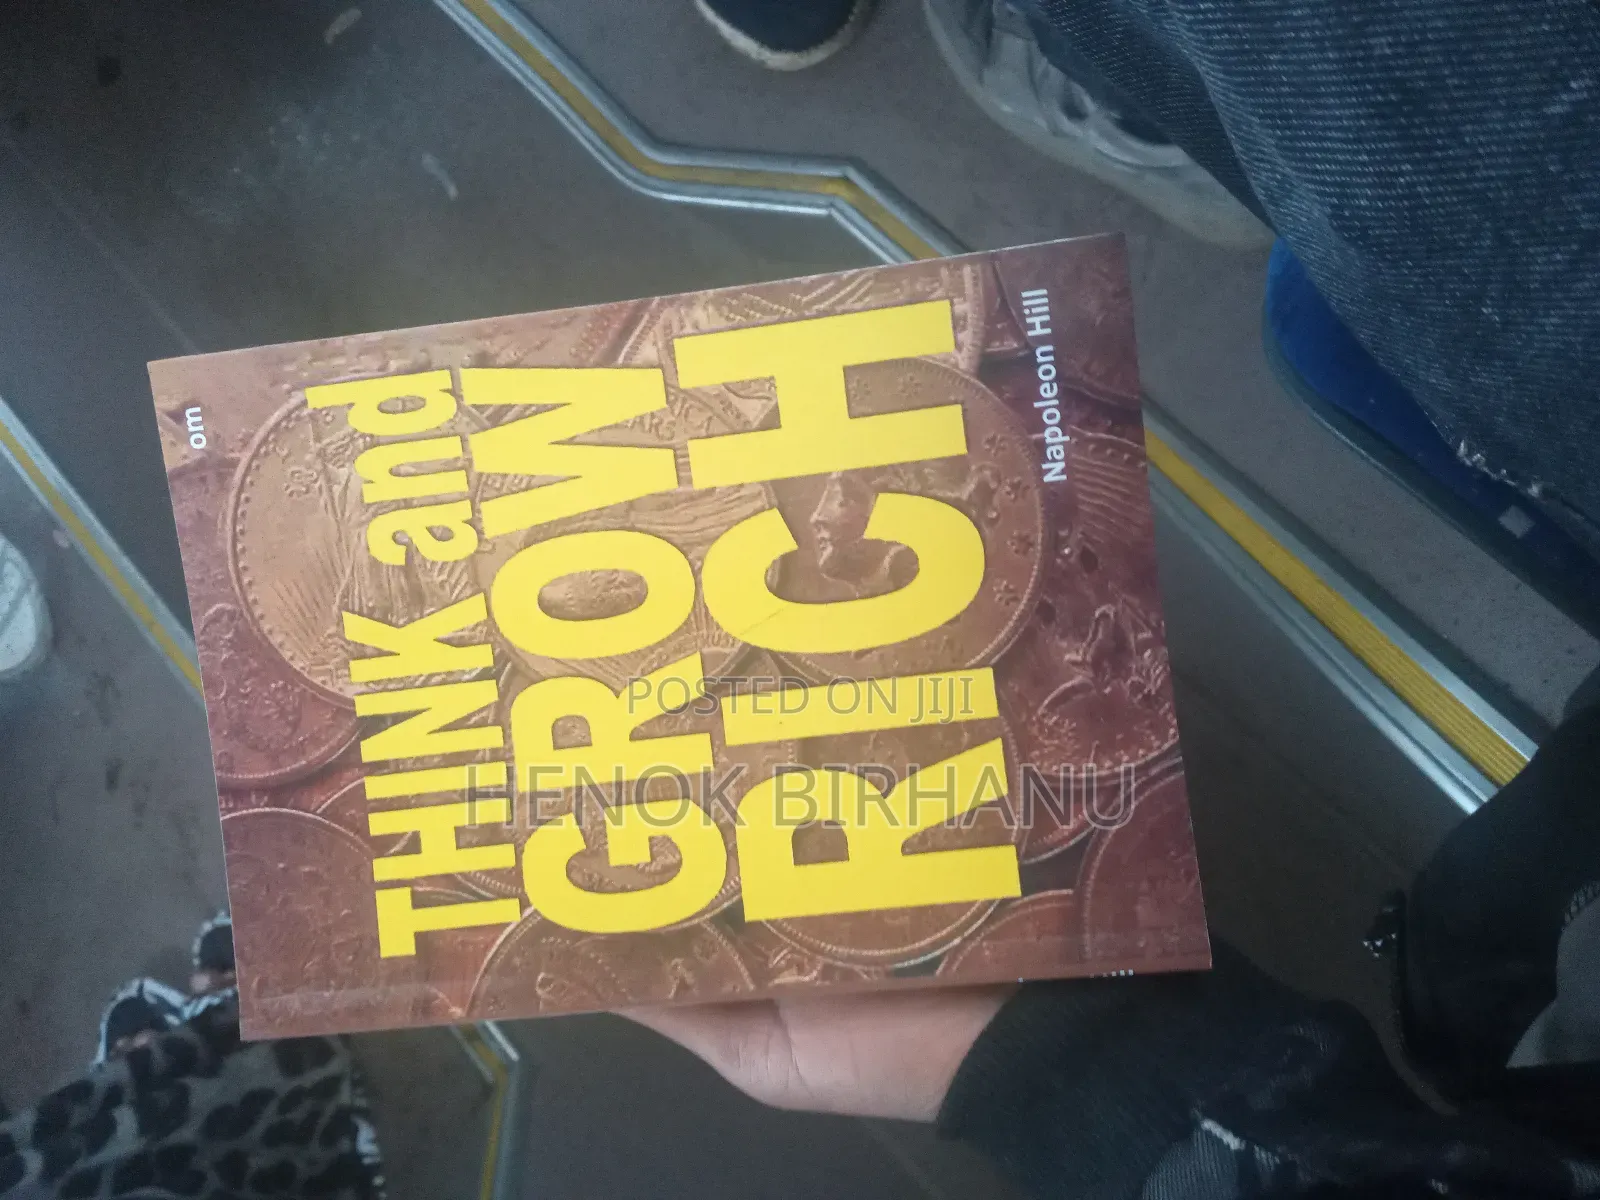 om
THINK and
GROW
RICH
Napoleon Hill
POSTED ON JIJI
HENOK BIRHANU